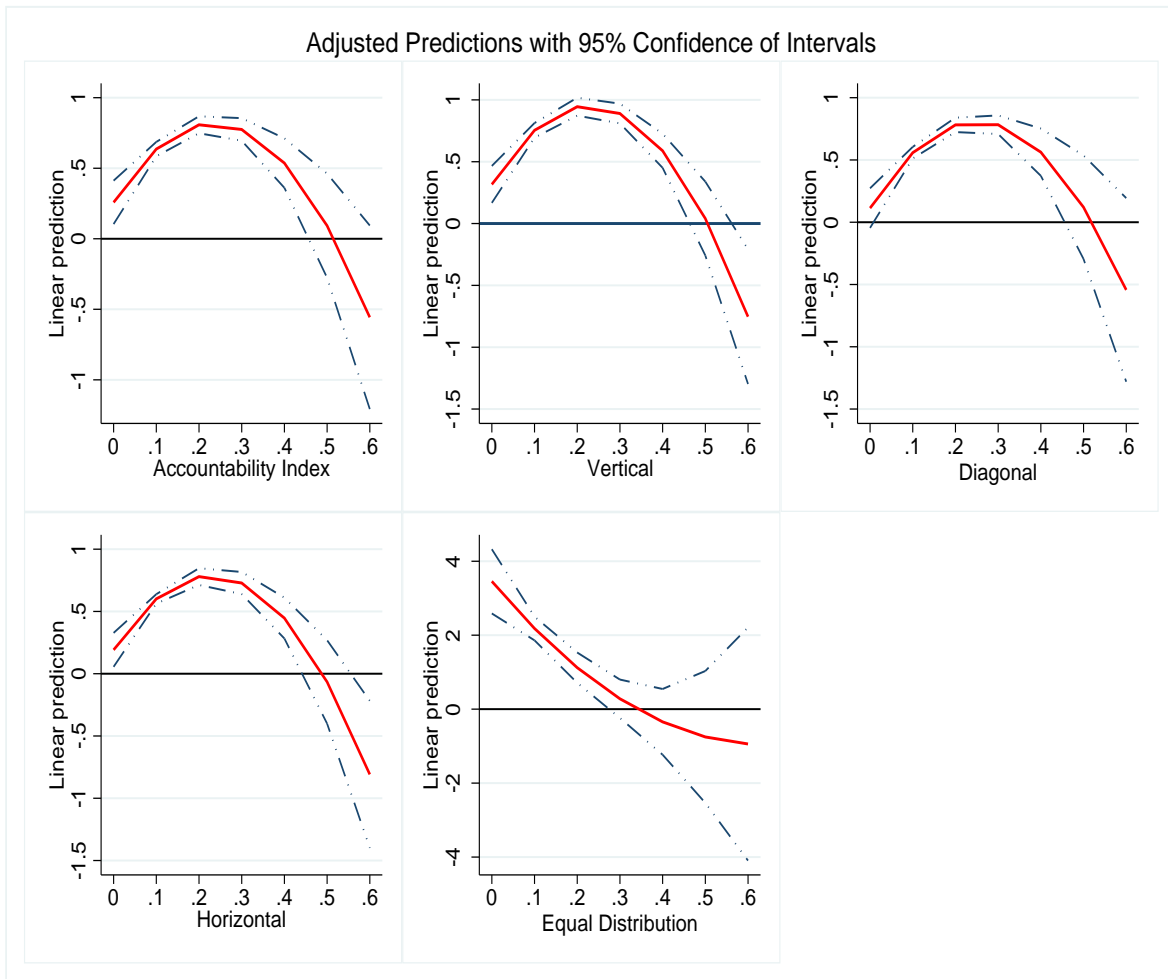 Adjusted Predictions with 95% Confidence of Intervals
Linear prediction
1
.5
0
-.5
-1
0 .1 .2 .3 .4 .5 .6
Accountability Index
Linear prediction
1
.5
0
-.5
-1
-1.5
0 .1 .2 .3 .4 .5 .6
Vertical
Linear prediction
1
.5
0
-.5
-1
-1.5
0 .1 .2 .3 .4 .5 .6
Diagonal
Linear prediction
1
.5
0
-.5
-1
-1.5
0 .1 .2 .3 .4 .5 .6
Horizontal
Linear prediction
4
2
0
-2
-4
0 .1 .2 .3 .4 .5 .6
Equal Distribution